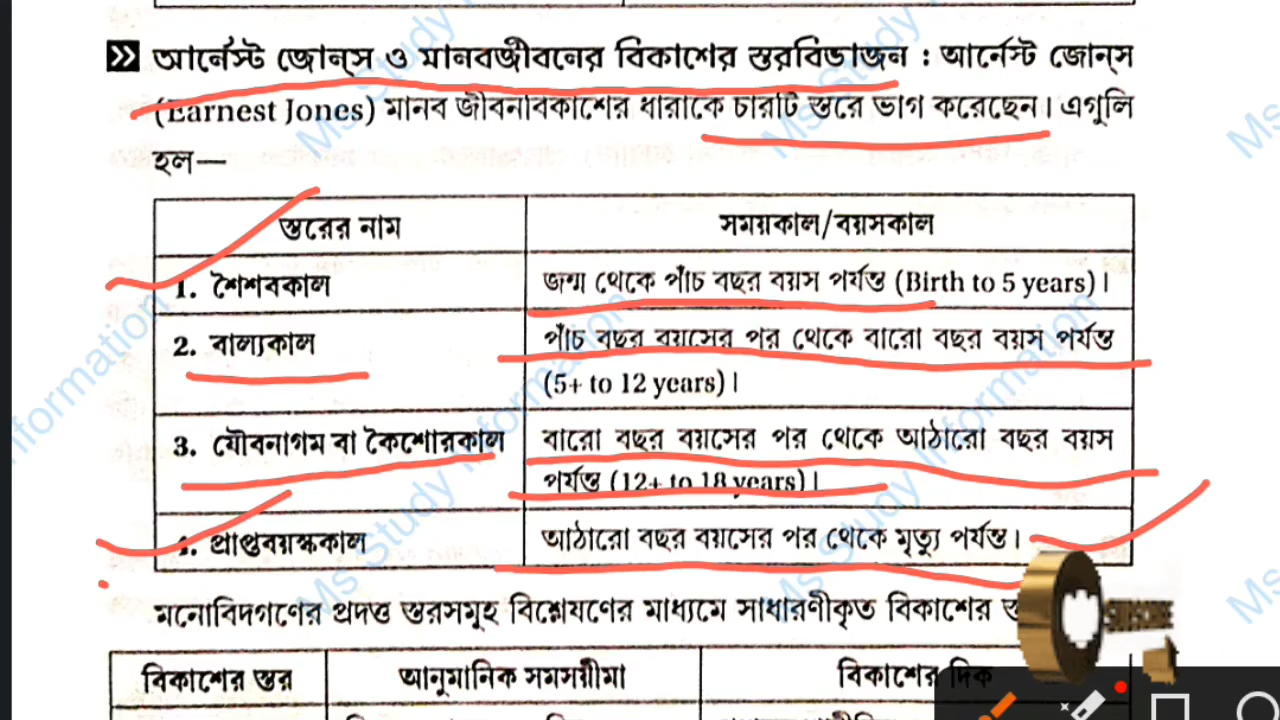 আর্নেস্ট জোন্‌স ও মানবজীবনের বিকাশের স্তরবিভাজন : আর্নেস্ট জোন্‌স
(Earnest Jones) মানব জীবনবিকাশের ধারাকে চারটি স্তরে ভাগ করেছেন। এগুলি
হল—
স্তরের নাম
সময়কাল/বয়সকাল
1. শৈশবকাল
জন্ম থেকে পাঁচ বছর বয়স পর্যন্ত (Birth to 5 years)।
2. বাল্যকাল
পাঁচ বছর বয়সের পর থেকে বারো বছর বয়স পর্যন্ত
(5+ to 12 years)।
3. যৌবনাগম বা কৈশোরকাল
বারো বছর বয়সের পর থেকে আঠারো বছর বয়স
পর্যন্ত (12+ to 18 years)।
4. প্রাপ্তবয়স্ককাল
আঠারো বছর বয়সের পর থেকে মৃত্যু পর্যন্ত।
মনোবিদগণের প্রদত্ত স্তরসমূহ বিশ্লেষণের মাধ্যমে সাধারণীকৃত বিকাশের
বিকাশের স্তর
আনুমানিক সময়সীমা
বিকাশের দিক
Ms Study Information